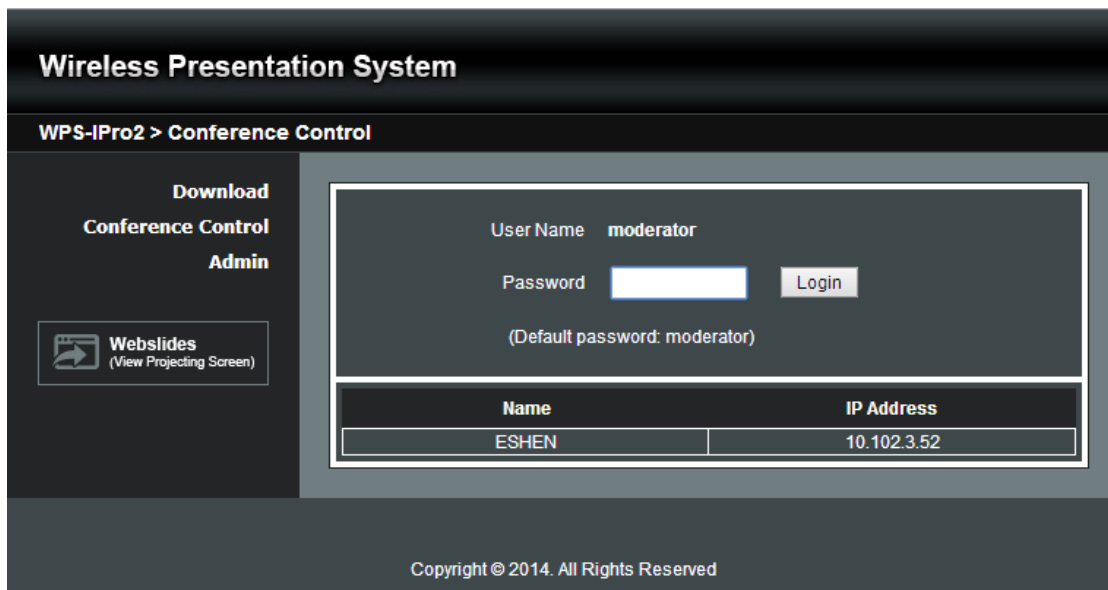 Wireless Presentation System
WPS-IPro2 > Conference Control
Download
Conference Control
Admin
Webslides
(View Projecting Screen)
User Name moderator
Password Login
(Default password: moderator)
Name IP Address
ESHEN 10.102.3.52
Copyright © 2014. All Rights Reserved